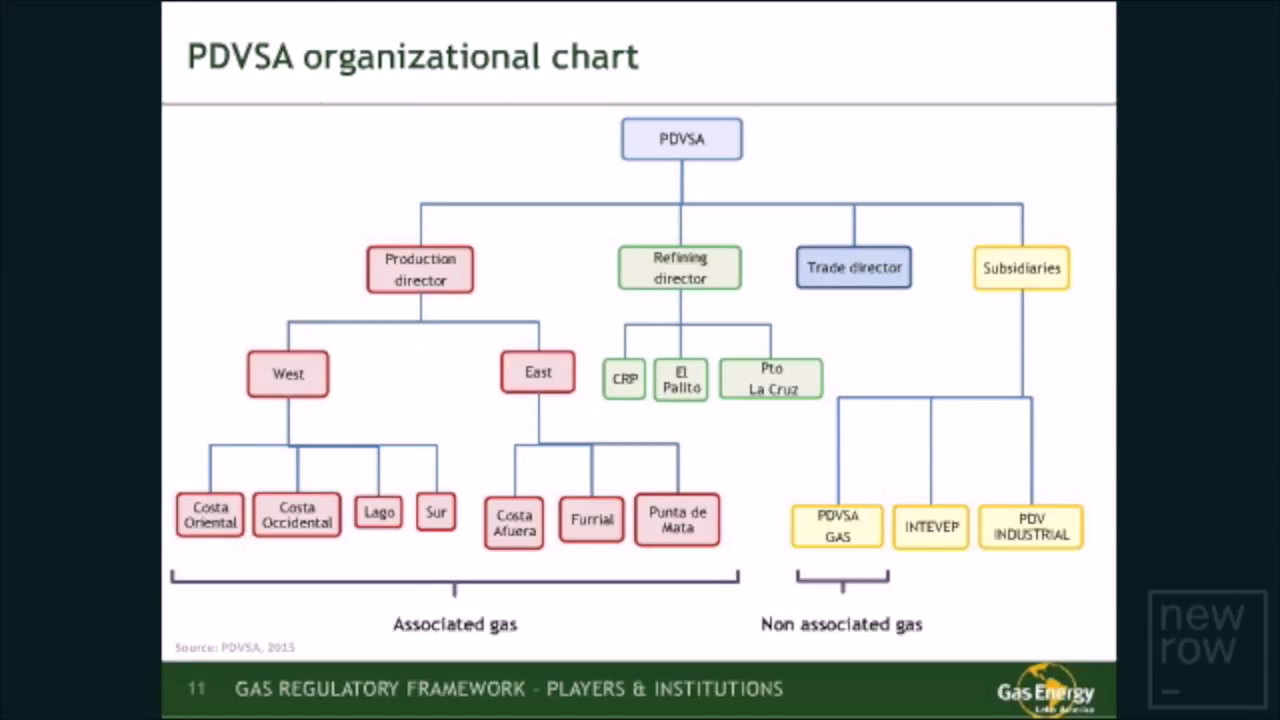 PDVSA organizational chart
PDVSA
Production
director
Refining
director
Trade director
Subsidiaries
West
East
CRP
El
Palito
Pto
La Cruz
Costa
Oriental
Costa
Occidental
Lago
Sur
Costa
Afuera
Furrial
Punta de
Mata
PDVSA
GAS
INTEVEP
PDV
INDUSTRIAL
Associated gas
Non associated gas
Source: PDVSA, 2015
11
GAS REGULATORY FRAMEWORK - PLAYERS & INSTITUTIONS
Gas Energy
Latin America
new
row